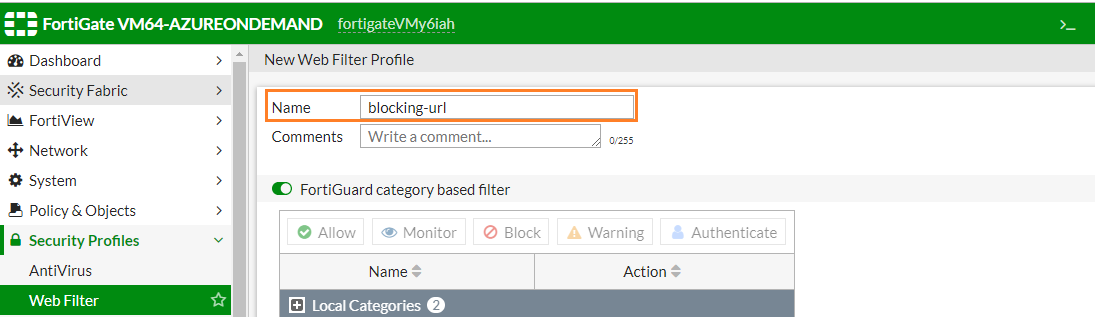 FortiGate VM64-AZUREONDEMAND fortigateVMy6iah >_
Dashboard
Security Fabric
FortiView
Network
System
Policy & Objects
Security Profiles
AntiVirus
Web Filter
New Web Filter Profile
Name blocking-url
Comments Write a comment... 0/255
FortiGuard category based filter
Allow Monitor Block Warning Authenticate
Name Action
Local Categories 2